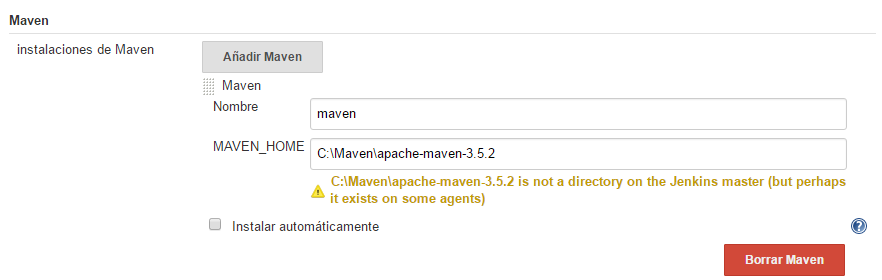 Maven
instalaciones de Maven
Añadir Maven
Maven
Nombre
maven
MAVEN_HOME
C:\Maven\apache-maven-3.5.2
C:\Maven\apache-maven-3.5.2 is not a directory on the Jenkins master (but perhaps
it exists on some agents)
Instalar automáticamente
?
Borrar Maven